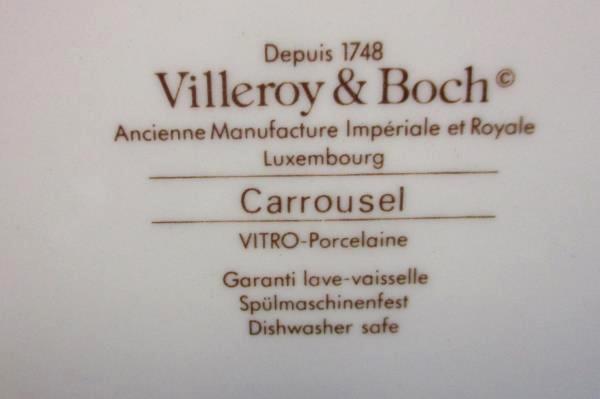 Depuis 1748
Villeroy & Boch©
Ancienne Manufacture Impériale et Royale
Luxembourg
Carrousel
VITRO-Porcelaine
Garanti lave-vaisselle
Spülmaschinenfest
Dishwasher safe